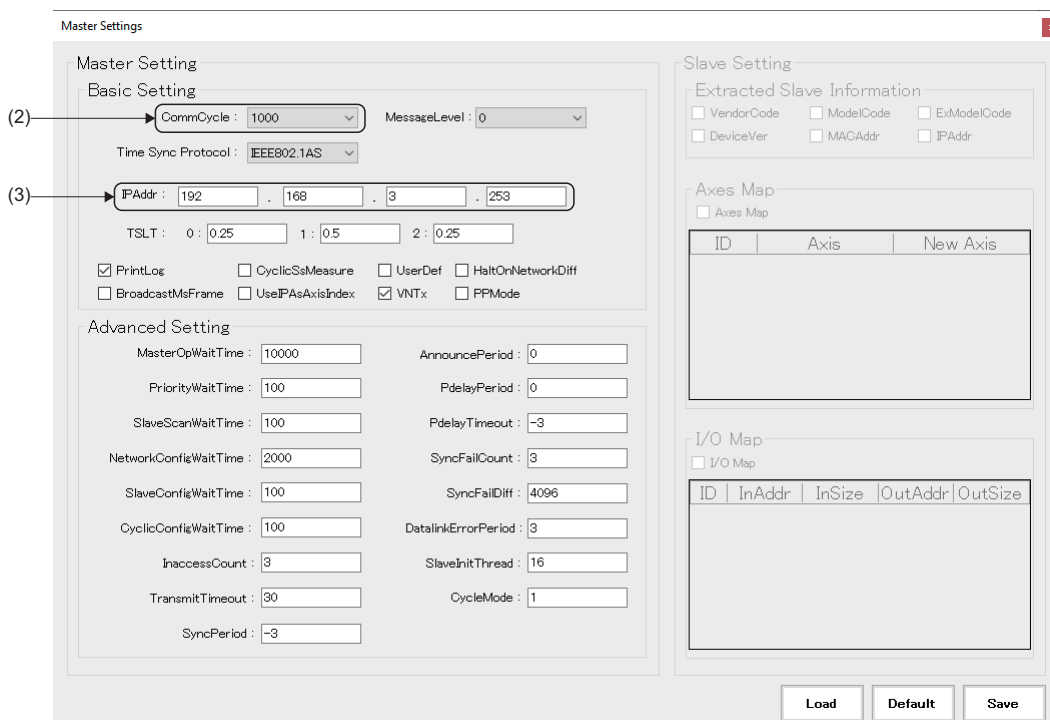 Master Settings
Master Setting
Basic Setting
(2)
CommCycle : 1000
MessageLevel : 0
Time Sync Protocol : IEEE802.1AS
(3)
IPAddr : 192 . 168 . 3 . 253
TSLT : 0 : 0.25 1 : 0.5 2 : 0.25
PrintLog CyclicSsMeasure UserDef HaltOnNetworkDiff
BroadcastMsFrame UseIPAsAxisIndex VNTx PPMode
Advanced Setting
MasterOpWaitTime : 10000
PriorityWaitTime : 100
SlaveScanWaitTime : 100
NetworkConfigWaitTime : 2000
SlaveConfigWaitTime : 100
CyclicConfigWaitTime : 100
InaccessCount : 3
TransmitTimeout : 30
SyncPeriod : -3
AnnouncePeriod : 0
PdelayPeriod : 0
PdelayTimeout : -3
SyncFailCount : 3
SyncFailDiff : 4096
DatalinkErrorPeriod : 3
SlaveInitThread : 16
CycleMode : 1
Slave Setting
Extracted Slave Information
VendorCode ModelCode ExModelCode
DeviceVer MACAddr IPAddr
Axes Map
Axes Map
ID Axis New Axis
I/O Map
I/O Map
ID InAddr InSize OutAddr OutSize
Load Default Save